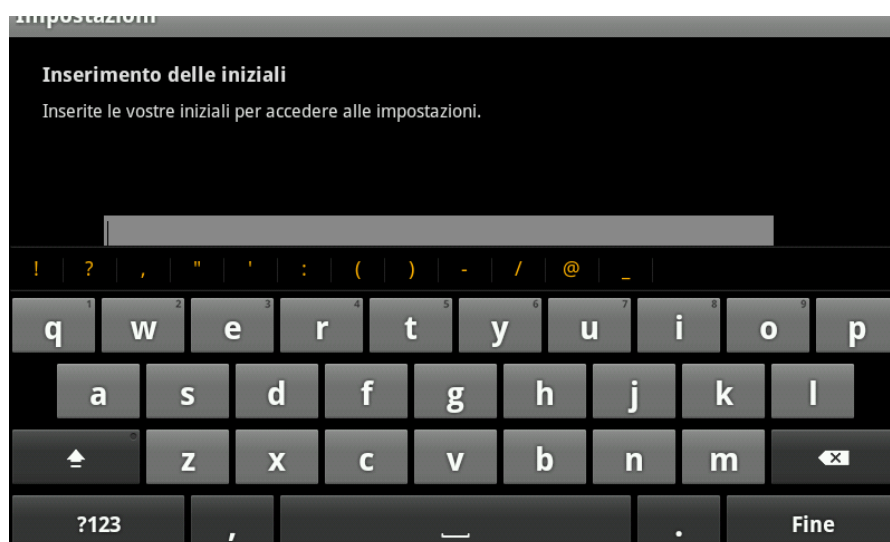 Impostazioni
Inserimento delle iniziali
Inserite le vostre iniziali per accedere alle impostazioni.
! ? , " ' : ( ) - / @ _
1 2 3 4 5 6 7 8 9
q w e r t y u i o p
a s d f g h j k l
z x c v b n m
?123 , . Fine